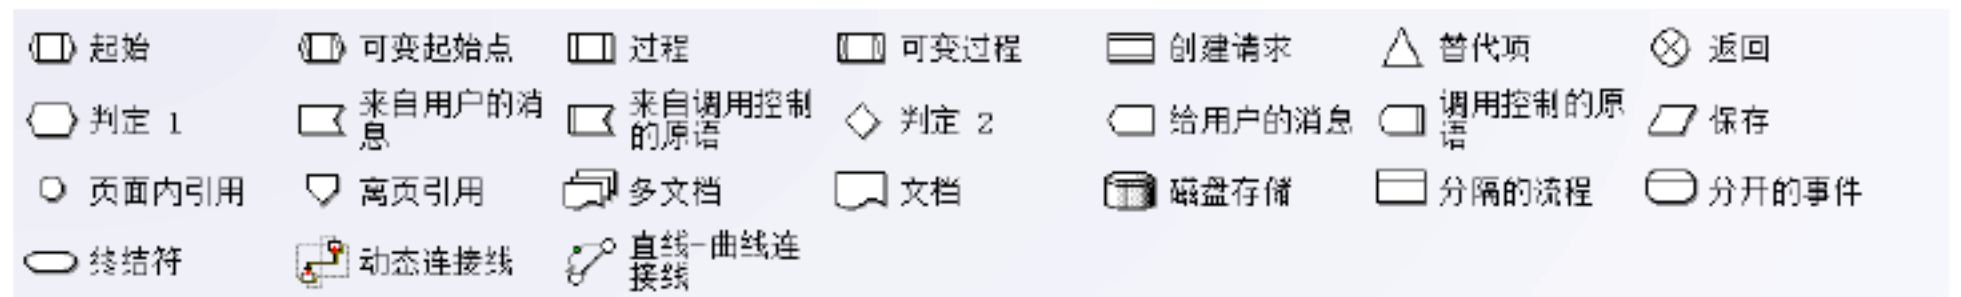 起始 可变起始点 过程 可变过程 创建请求 替代项 返回
判定 1 来自用户的消息 来自调用控制的原语 判定 2 给用户的消息 调用控制的原语 保存
页面内引用 离页引用 多文档 文档 磁盘存储 分隔的流程 分开的事件
终结符 动态连接线 直线-曲线连接线